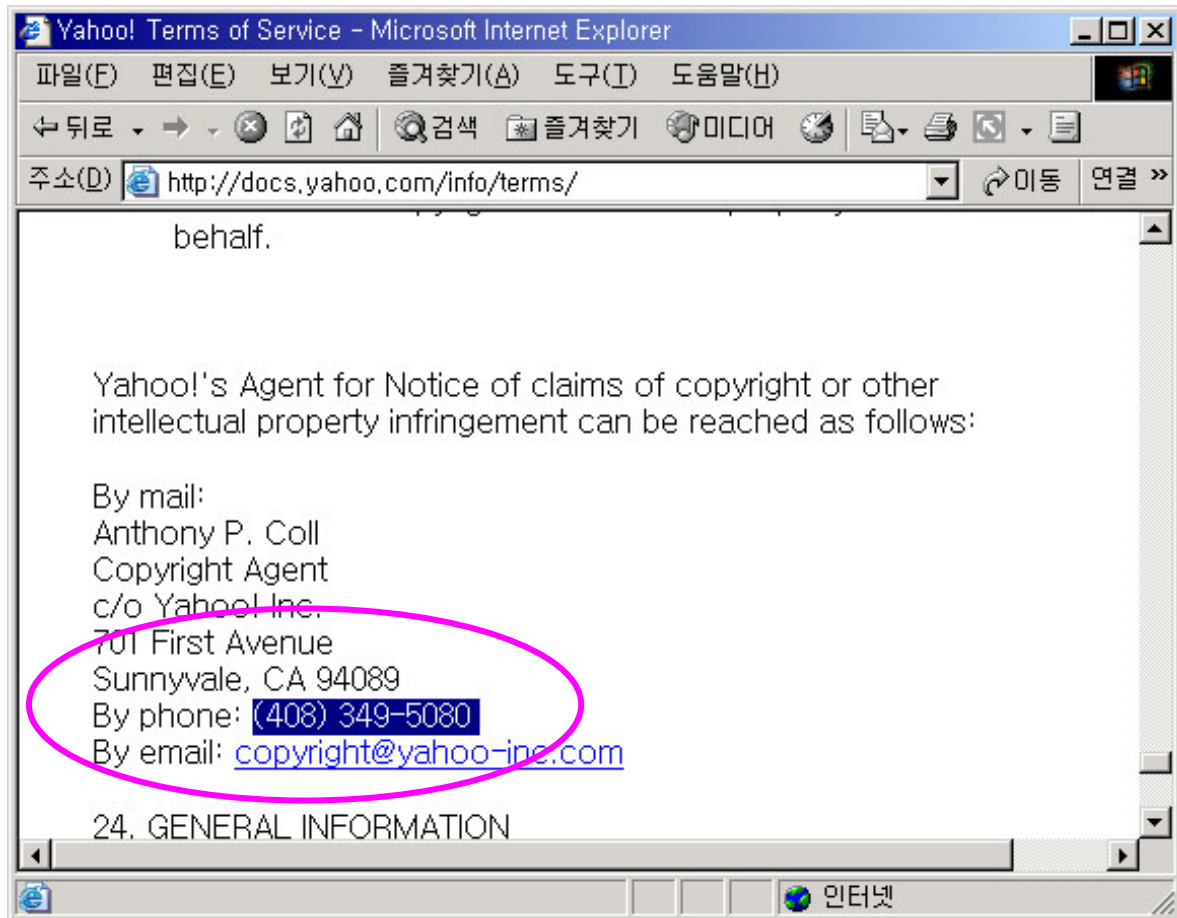 Yahoo! Terms of Service - Microsoft Internet Explorer
파일(F) 편집(E) 보기(V) 즐겨찾기(A) 도구(T) 도움말(H)
뒤로 검색 즐겨찾기 미디어
주소(D) http://docs.yahoo.com/info/terms/ 이동 연결 »
behalf.
Yahoo!'s Agent for Notice of claims of copyright or other
intellectual property infringement can be reached as follows:
By mail:
Anthony P. Coll
Copyright Agent
c/o Yahoo! Inc.
701 First Avenue
Sunnyvale, CA 94089
By phone: (408) 349-5080
By email: copyright@yahoo-inc.com
24. GENERAL INFORMATION
인터넷